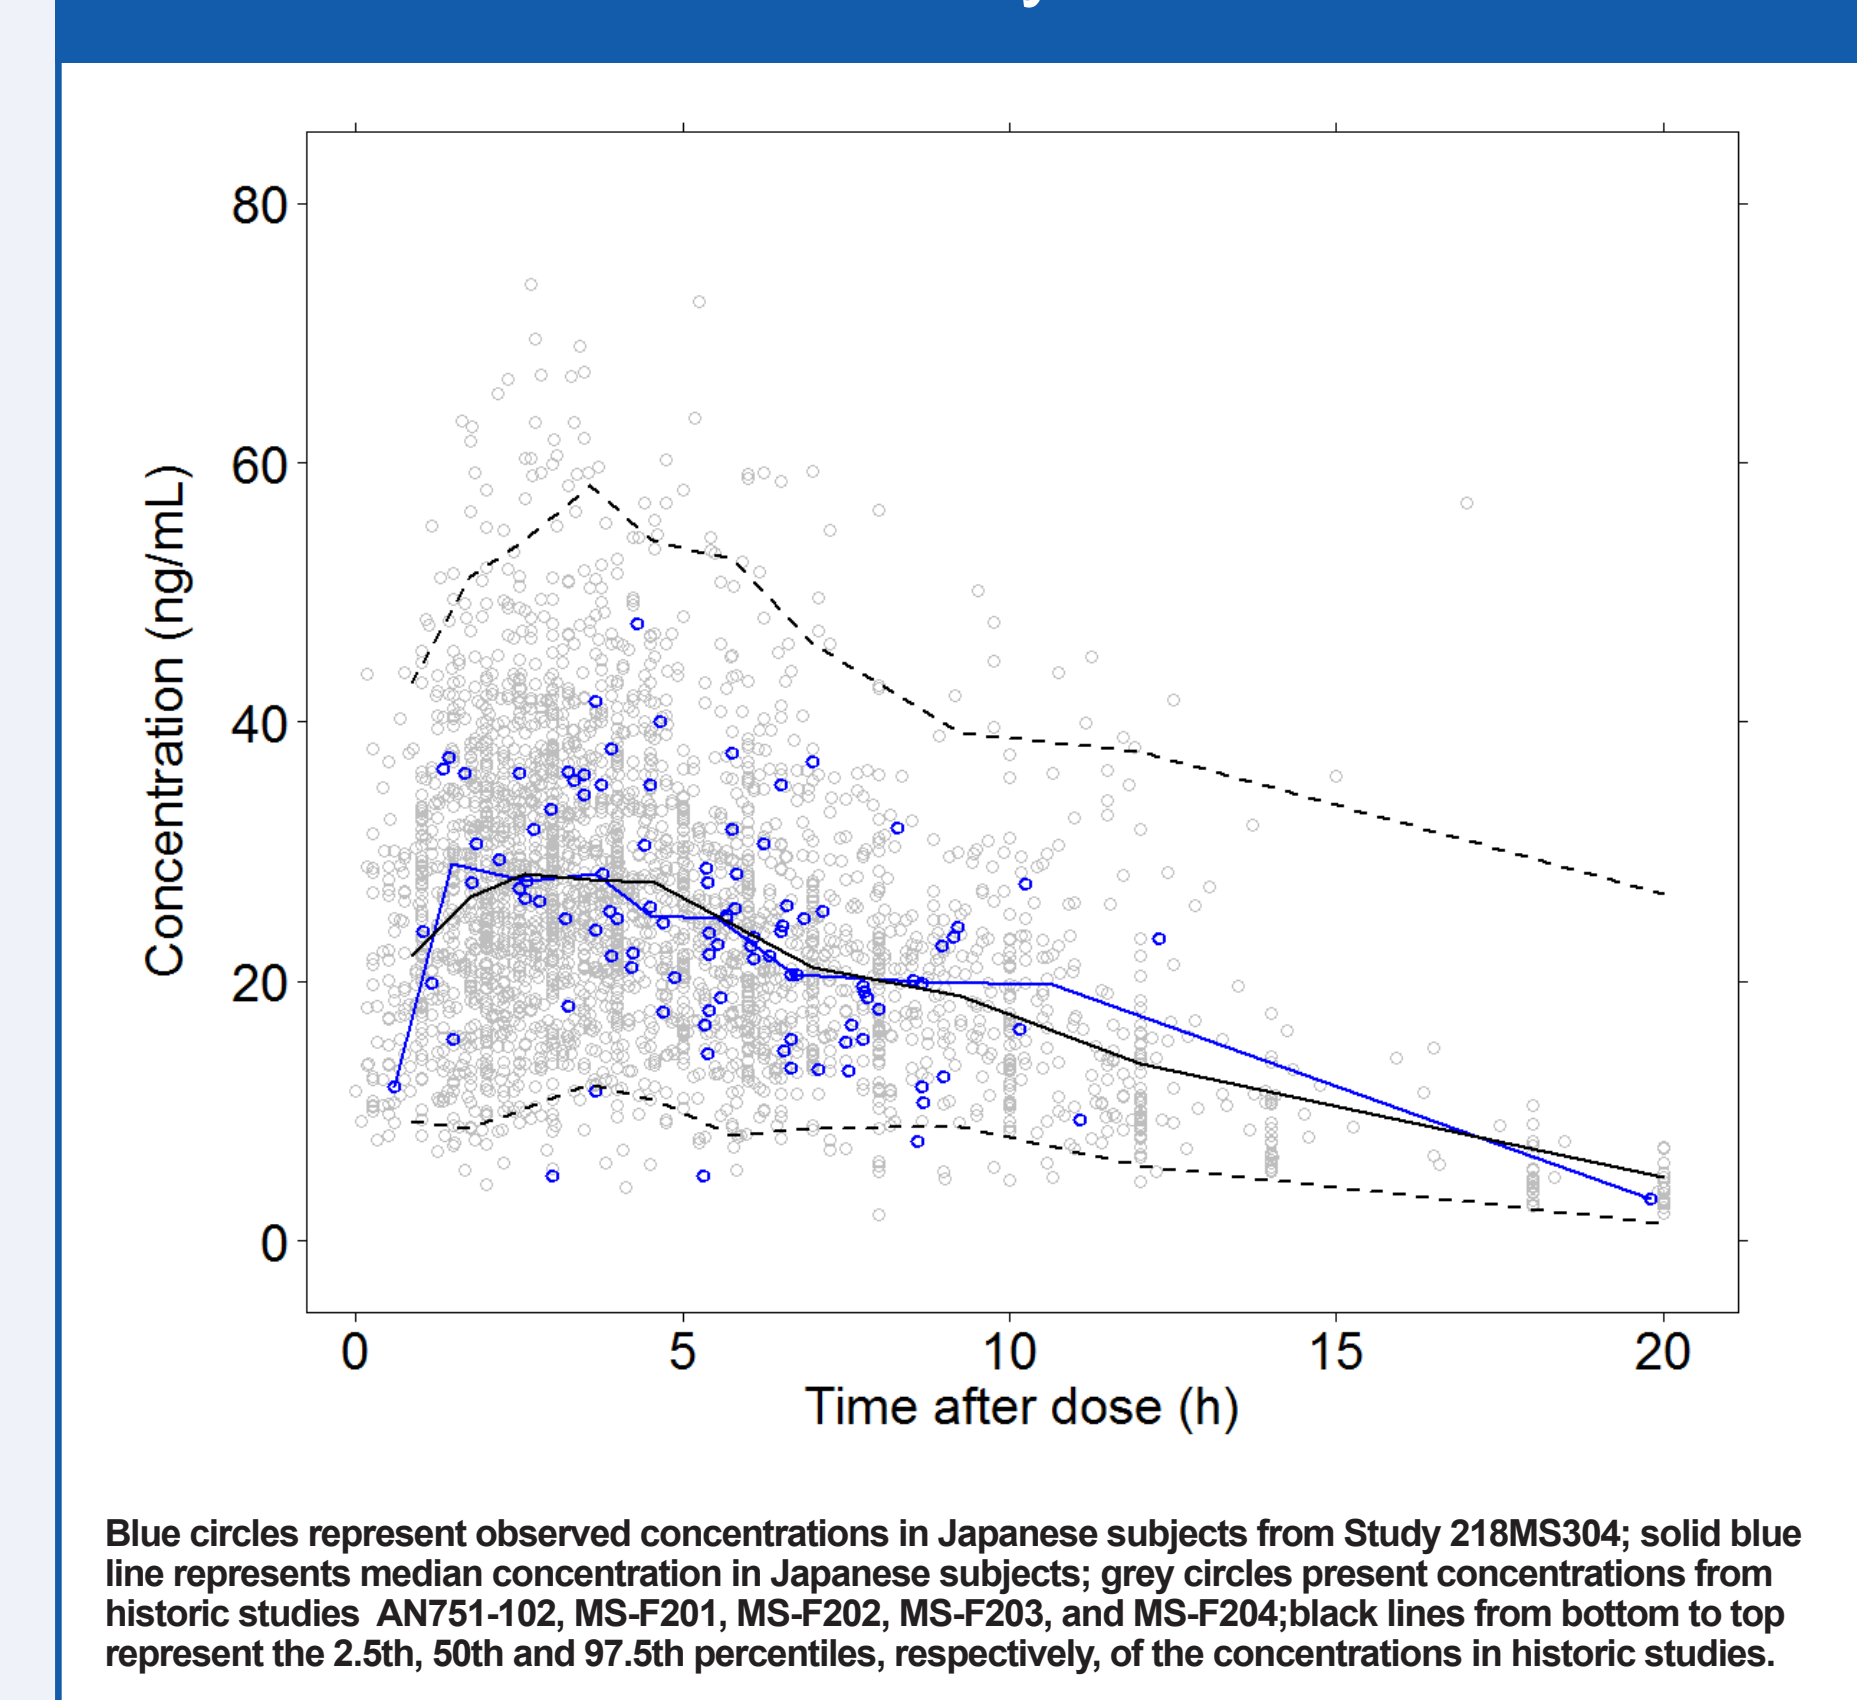 80
60
40
20
0
Concentration (ng/mL)
0 5 10 15 20
Time after dose (h)
Blue circles represent observed concentrations in Japanese subjects from Study 218MS304; solid blue
line represents median concentration in Japanese subjects; grey circles present concentrations from
historic studies  AN751-102, MS-F201, MS-F202, MS-F203, and MS-F204;black lines from bottom to top
represent the 2.5th, 50th and 97.5th percentiles, respectively, of the concentrations in historic studies.